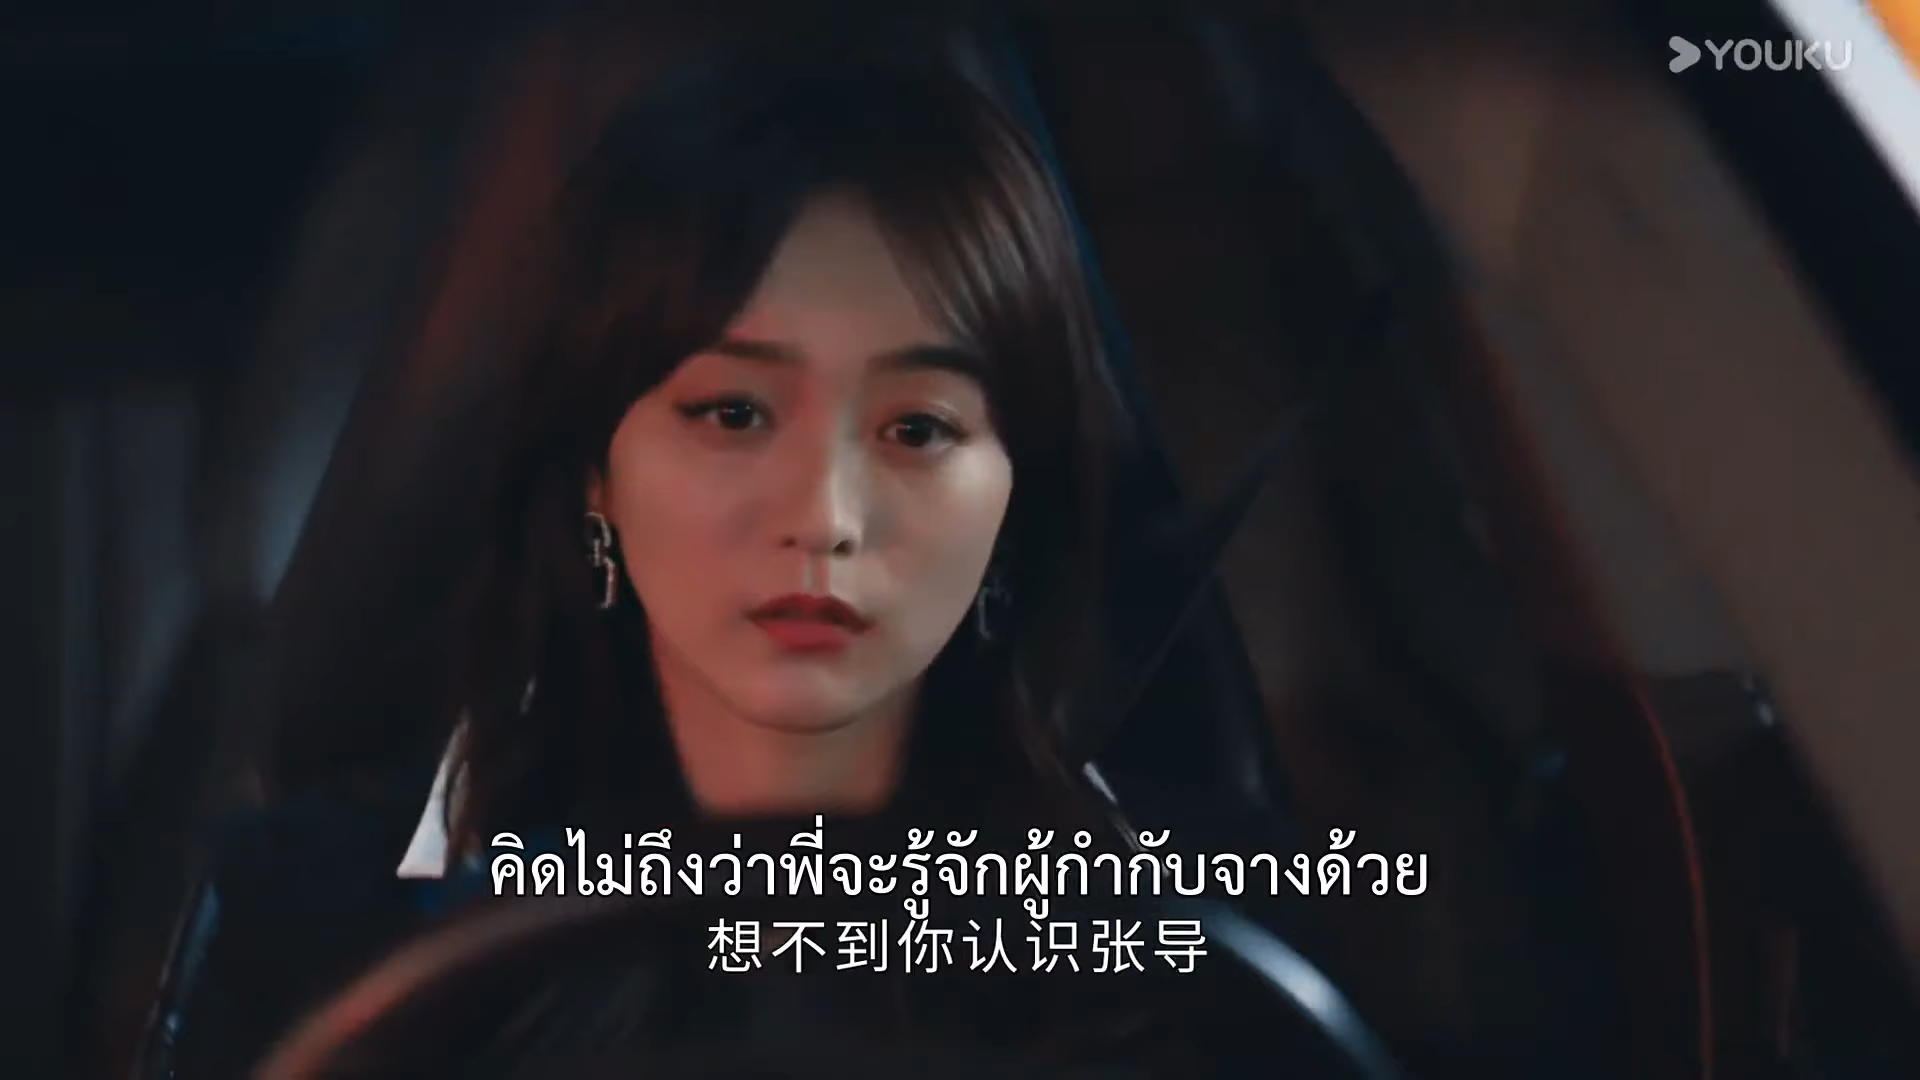 YOUKU
คิดไม่ถึงว่าพี่จะรู้จักผู้กำกับจางด้วย
想不到你认识张导